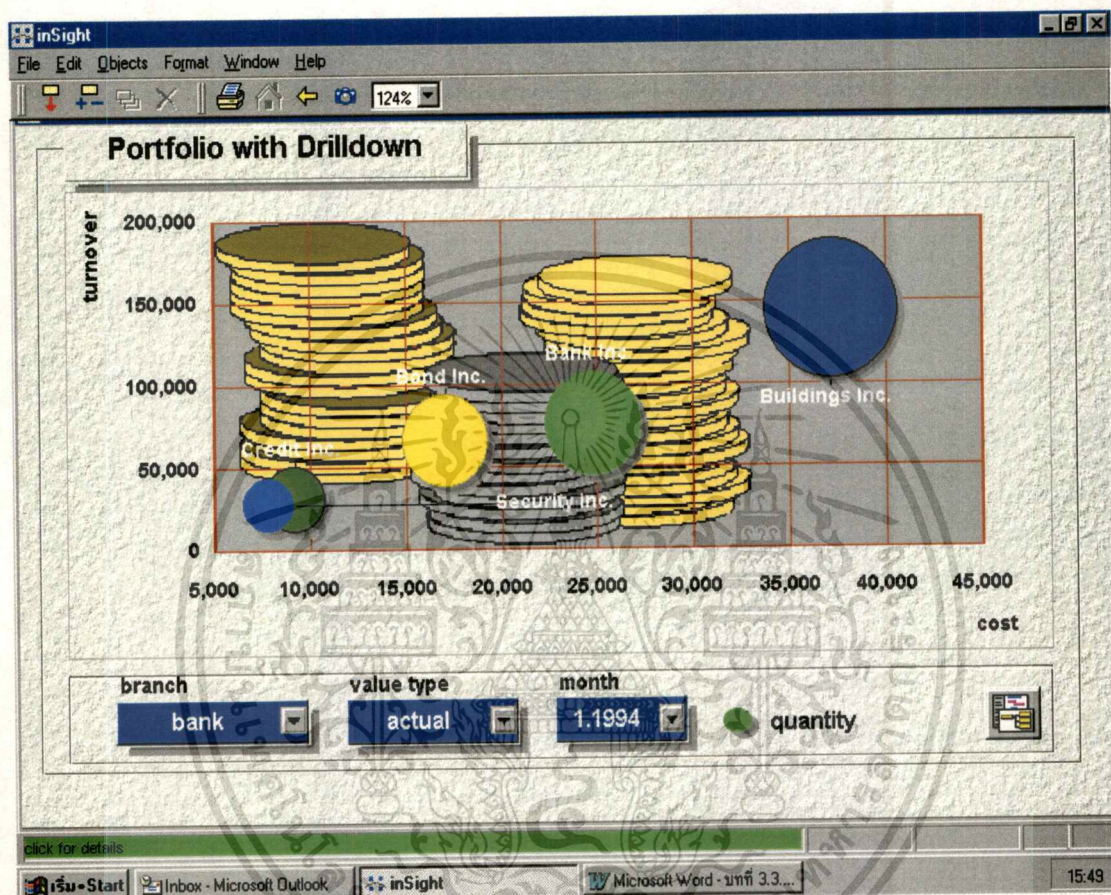 inSight
File Edit Objects Format Window Help
124%
Portfolio with Drilldown
turnover
200,000
150,000
100,000
50,000
0
Bank Inc.
Band Inc.
Buildings Inc.
Credit Inc.
Security Inc.
5,000 10,000 15,000 20,000 25,000 30,000 35,000 40,000 45,000
cost
branch value type month
bank actual 1.1994 quantity
click for details
เริ่ม-Start Inbox - Microsoft Outlook inSight Microsoft Word - บทที่ 3.3.... 15:49